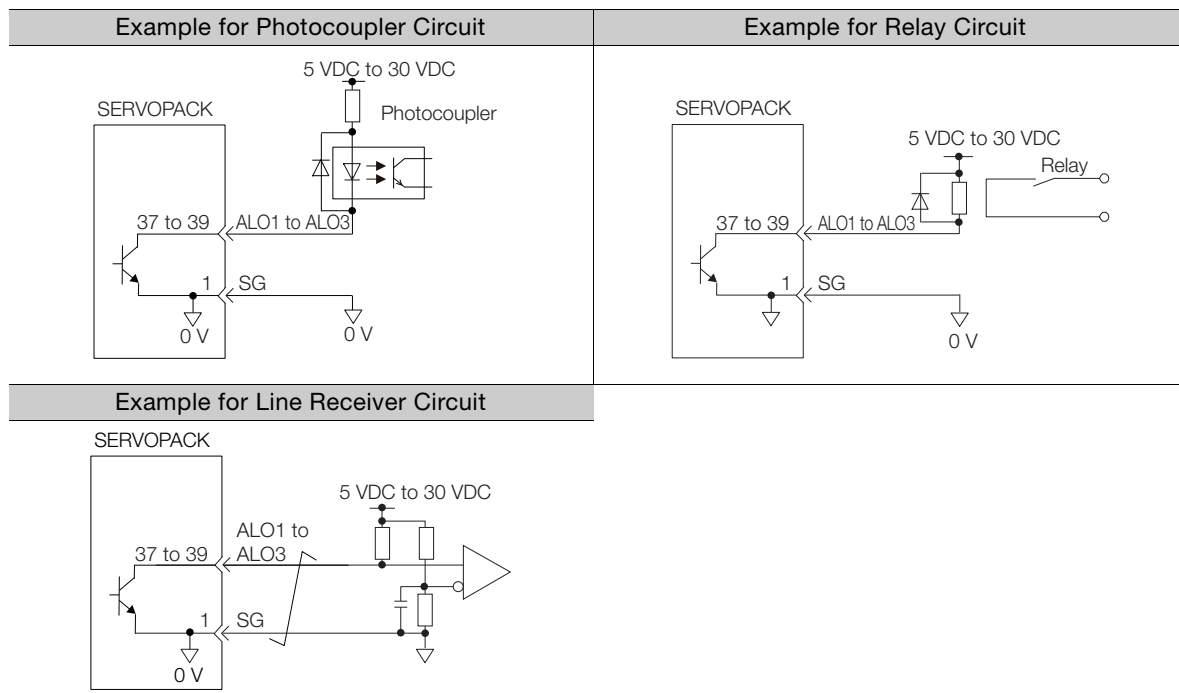 Example for Photocoupler Circuit
5 VDC to 30 VDC
SERVOPACK
Photocoupler
37 to 39
ALO1 to ALO3
1
SG
0 V
0 V
Example for Relay Circuit
SERVOPACK
5 VDC to 30 VDC
Relay
37 to 39
ALO1 to ALO3
1
SG
0 V
Example for Line Receiver Circuit
SERVOPACK
5 VDC to 30 VDC
ALO1 to
37 to 39
ALO3
1
SG
0 V